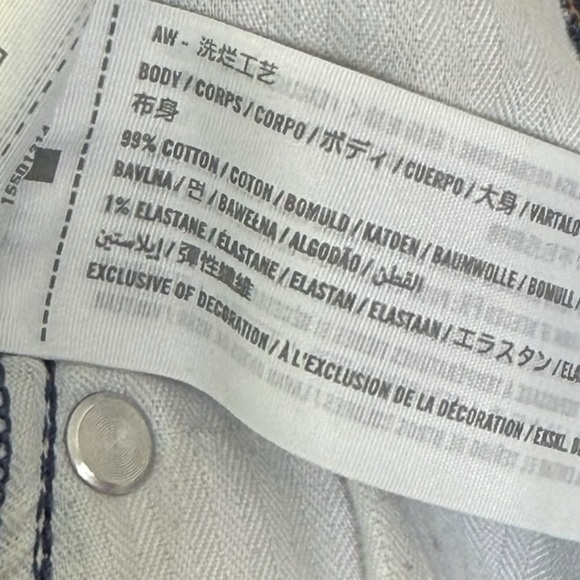 AW - 洗烂工艺
BODY / CORPS / CORPO / ボディ / CUERPO / 大身 / VARTALO
布身
99% COTTON / COTON / BOMULD / KATOEN / BAUMWOLLE / BOMULL /
BAVLNA / 면 / BAWEŁNA / ALGODÃO / القطن
1% ELASTANE / ÉLASTANE / ELASTAN / ELASTAAN / エラスタン / ELA
إيلاستين / 彈性纖維
EXCLUSIVE OF DECORATION / À L'EXCLUSION DE LA DÉCORATION / EKSKL. DE